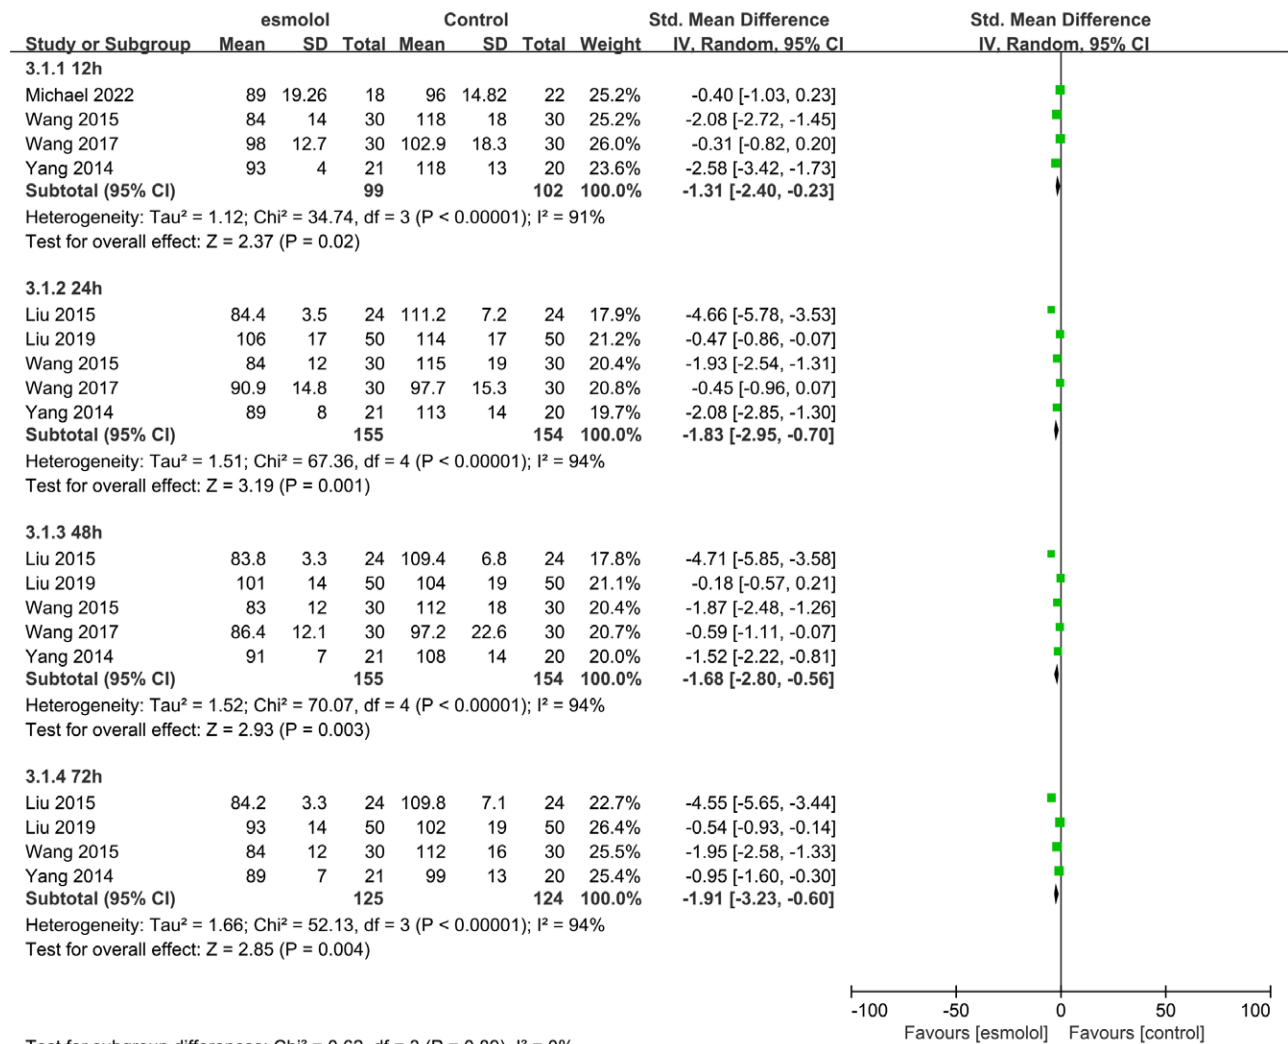 esmolol Control Std. Mean Difference Std. Mean Difference
Study or Subgroup Mean SD Total Mean SD Total Weight IV, Random, 95% CI IV, Random, 95% CI
3.1.1 12h
Michael 2022 89 19.26 18 96 14.82 22 25.2% -0.40 [-1.03, 0.23]
Wang 2015 84 14 30 118 18 30 25.2% -2.08 [-2.72, -1.45]
Wang 2017 98 12.7 30 102.9 18.3 30 26.0% -0.31 [-0.82, 0.20]
Yang 2014 93 4 21 118 13 20 23.6% -2.58 [-3.42, -1.73]
Subtotal (95% CI) 99 102 100.0% -1.31 [-2.40, -0.23]
Heterogeneity: Tau² = 1.12; Chi² = 34.74, df = 3 (P < 0.00001); I² = 91%
Test for overall effect: Z = 2.37 (P = 0.02)
3.1.2 24h
Liu 2015 84.4 3.5 24 111.2 7.2 24 17.9% -4.66 [-5.78, -3.53]
Liu 2019 106 17 50 114 17 50 21.2% -0.47 [-0.86, -0.07]
Wang 2015 84 12 30 115 19 30 20.4% -1.93 [-2.54, -1.31]
Wang 2017 90.9 14.8 30 97.7 15.3 30 20.8% -0.45 [-0.96, 0.07]
Yang 2014 89 8 21 113 14 20 19.7% -2.08 [-2.85, -1.30]
Subtotal (95% CI) 155 154 100.0% -1.83 [-2.95, -0.70]
Heterogeneity: Tau² = 1.51; Chi² = 67.36, df = 4 (P < 0.00001); I² = 94%
Test for overall effect: Z = 3.19 (P = 0.001)
3.1.3 48h
Liu 2015 83.8 3.3 24 109.4 6.8 24 17.8% -4.71 [-5.85, -3.58]
Liu 2019 101 14 50 104 19 50 21.1% -0.18 [-0.57, 0.21]
Wang 2015 83 12 30 112 18 30 20.4% -1.87 [-2.48, -1.26]
Wang 2017 86.4 12.1 30 97.2 22.6 30 20.7% -0.59 [-1.11, -0.07]
Yang 2014 91 7 21 108 14 20 20.0% -1.52 [-2.22, -0.81]
Subtotal (95% CI) 155 154 100.0% -1.68 [-2.80, -0.56]
Heterogeneity: Tau² = 1.52; Chi² = 70.07, df = 4 (P < 0.00001); I² = 94%
Test for overall effect: Z = 2.93 (P = 0.003)
3.1.4 72h
Liu 2015 84.2 3.3 24 109.8 7.1 24 22.7% -4.55 [-5.65, -3.44]
Liu 2019 93 14 50 102 19 50 26.4% -0.54 [-0.93, -0.14]
Wang 2015 84 12 30 112 16 30 25.5% -1.95 [-2.58, -1.33]
Yang 2014 89 7 21 99 13 20 25.4% -0.95 [-1.60, -0.30]
Subtotal (95% CI) 125 124 100.0% -1.91 [-3.23, -0.60]
Heterogeneity: Tau² = 1.66; Chi² = 52.13, df = 3 (P < 0.00001); I² = 94%
Test for overall effect: Z = 2.85 (P = 0.004)
-100 -50 0 50 100
Favours [esmolol] Favours [control]